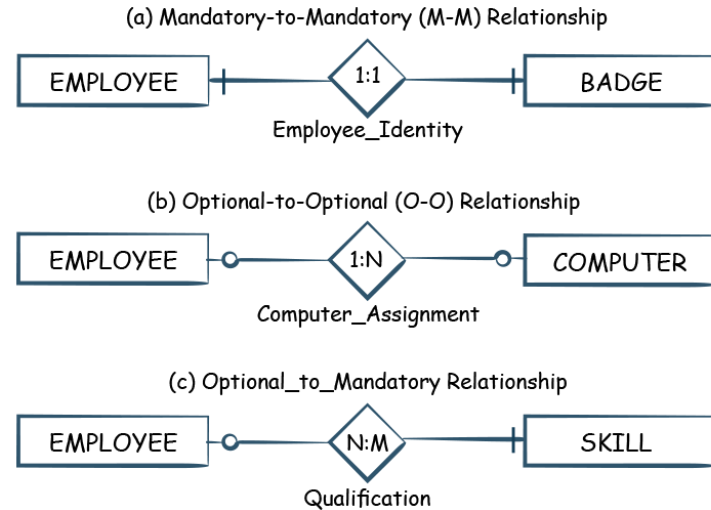 (a) Mandatory-to-Mandatory (M-M) Relationship
EMPLOYEE 1:1 BADGE
Employee_Identity
(b) Optional-to-Optional (O-O) Relationship
EMPLOYEE 1:N COMPUTER
Computer_Assignment
(c) Optional_to_Mandatory Relationship
EMPLOYEE N:M SKILL
Qualification